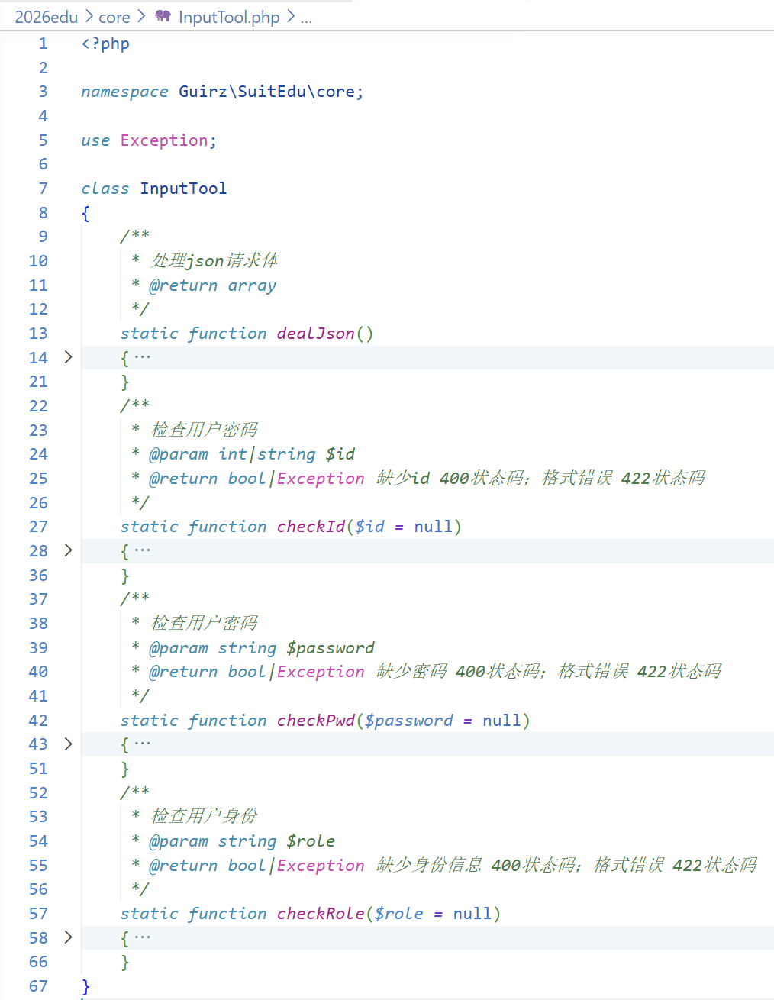 2026edu > core > InputTool.php > ...
1 <?php
2
3 namespace Guirz\SuitEdu\core;
4
5 use Exception;
6
7 class InputTool
8 {
9 /**
10 * 处理json请求体
11 * @return array
12 */
13 static function dealJson()
14 > { ...
21 }
22 /**
23 * 检查用户密码
24 * @param int|string $id
25 * @return bool|Exception 缺少id 400状态码；格式错误 422状态码
26 */
27 static function checkId($id = null)
28 > { ...
36 }
37 /**
38 * 检查用户密码
39 * @param string $password
40 * @return bool|Exception 缺少密码 400状态码；格式错误 422状态码
41 */
42 static function checkPwd($password = null)
43 > { ...
51 }
52 /**
53 * 检查用户身份
54 * @param string $role
55 * @return bool|Exception 缺少身份信息 400状态码；格式错误 422状态码
56 */
57 static function checkRole($role = null)
58 > { ...
66 }
67 }